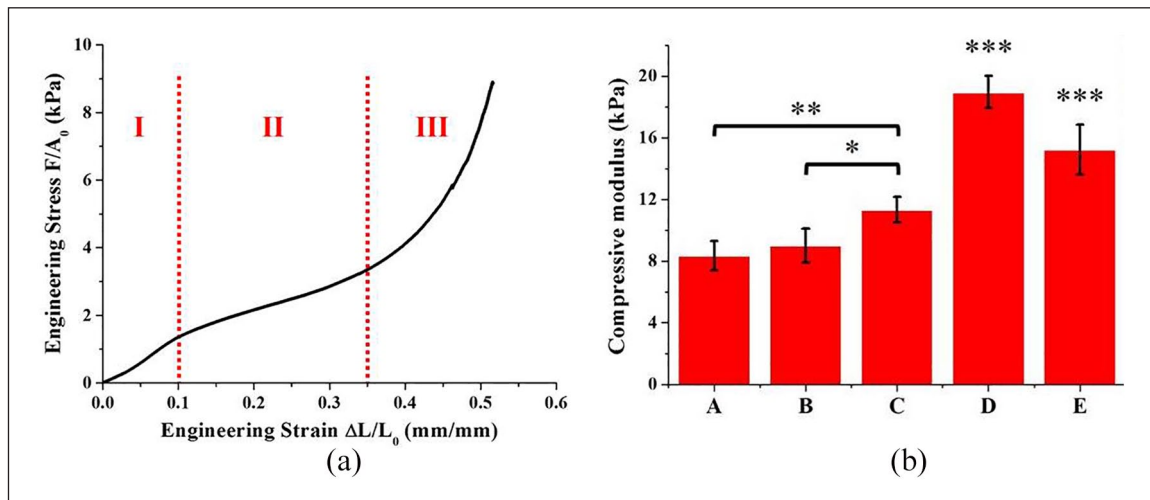 10
8
6
4
2
0
Engineering Stress F/A₀ (kPa)
I II III
0.0 0.1 0.2 0.3 0.4 0.5 0.6
Engineering Strain ΔL/L₀ (mm/mm)
(a)
20
16
12
8
4
0
Compressive modulus (kPa)
**
*
***
***
A B C D E
(b)